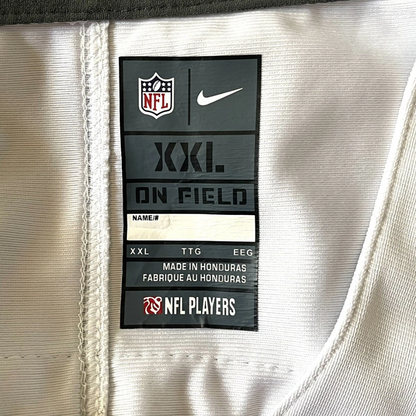 NFL
XXL
ON FIELD
NAME/#
XXL TTG EEG
MADE IN HONDURAS
FABRIQUE AU HONDURAS
NFL PLAYERS